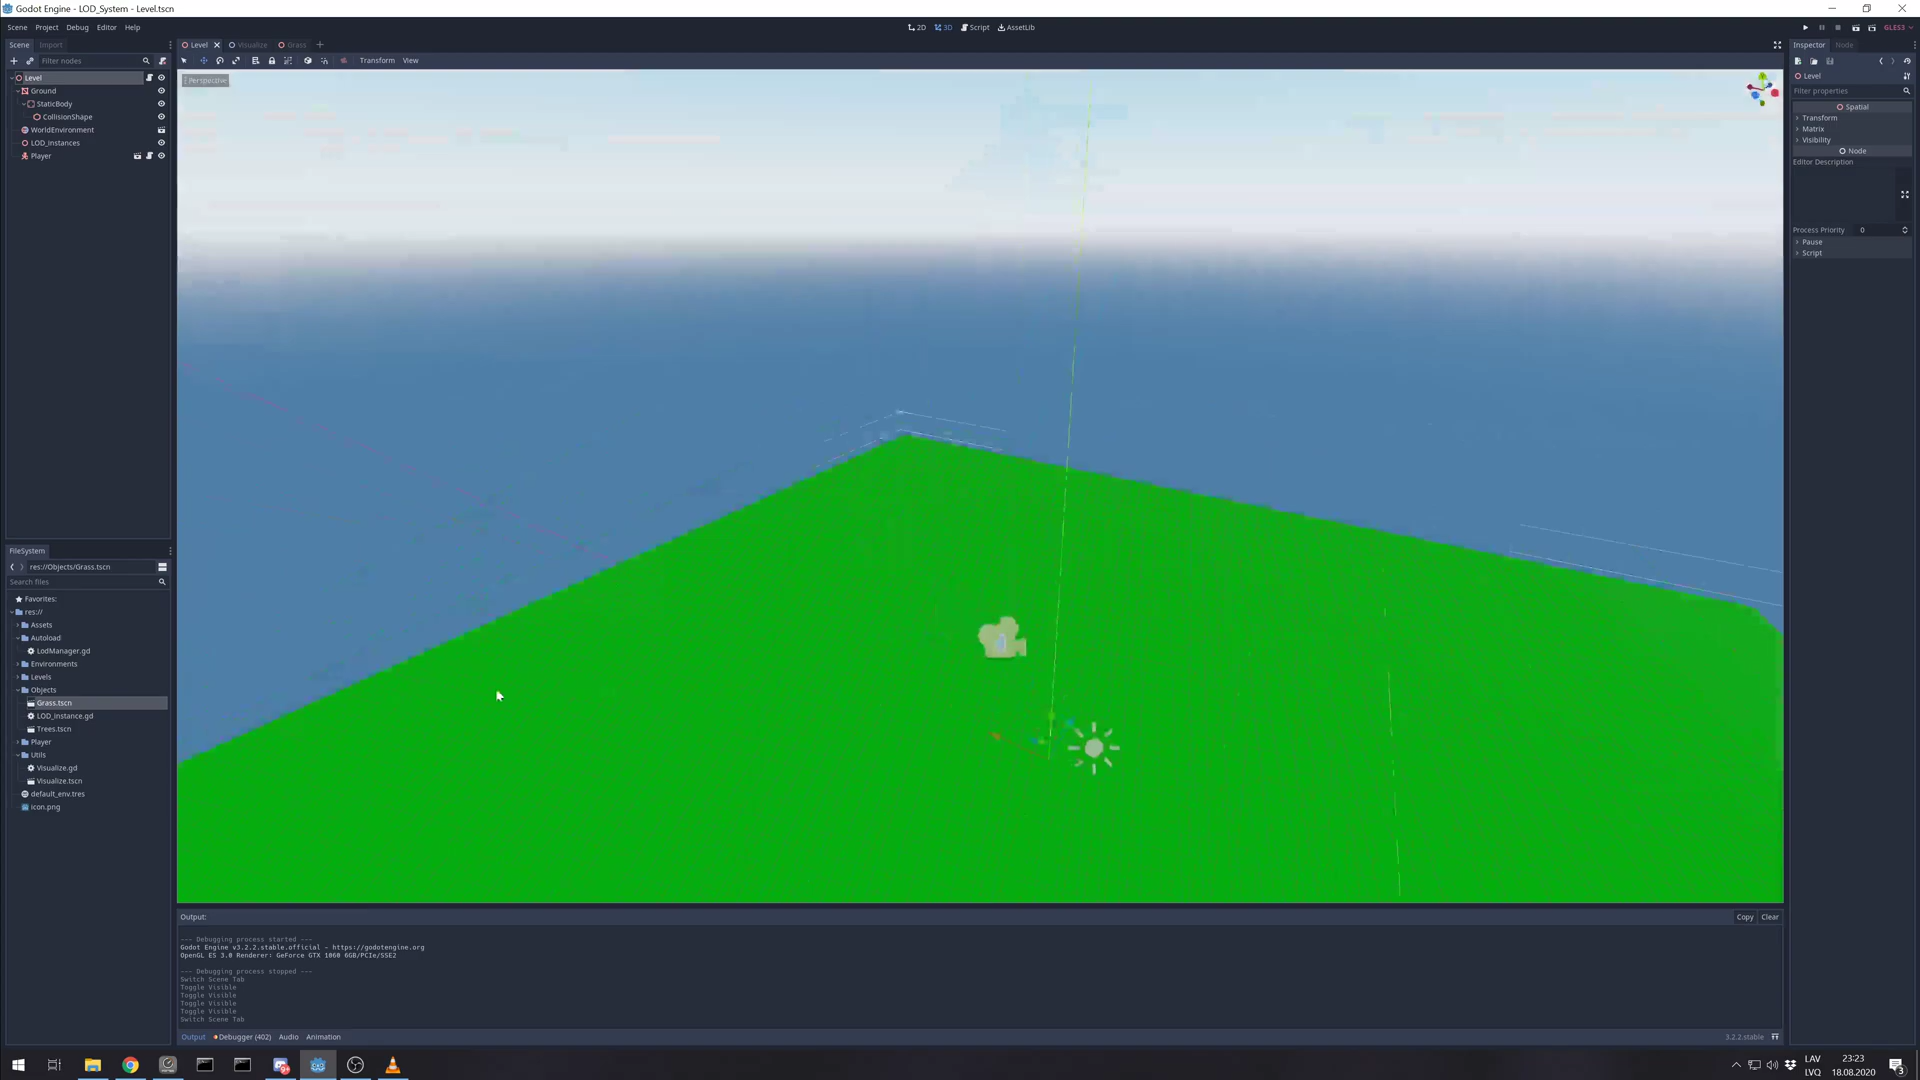 Godot Engine - LOD_System - Level.tscn
Scene Project Debug Editor Help
2D 3D Script AssetLib
GLES3
Scene Import
Level Visualize Grass
Inspector Node
Filter nodes
Transform View
Level
Ground
StaticBody
CollisionShape
WorldEnvironment
LOD_Instances
Player
Perspective
Level
Filter properties
Spatial
Transform
Matrix
Visibility
Node
Editor Description
Process Priority 0
Pause
Script
FileSystem
res://Objects/Grass.tscn
Search files
Favorites:
res://
Assets
Autoload
LodManager.gd
Environments
Levels
Objects
Grass.tscn
LOD_Instance.gd
Trees.tscn
Player
Utils
Visualize.gd
Visualize.tscn
default_env.tres
icon.png
Output:
Copy Clear
--- Debugging process started ---
Godot Engine v3.2.2.stable.official - https://godotengine.org
OpenGL ES 3.0 Renderer: GeForce GTX 1060 6GB/PCIe/SSE2
--- Debugging process stopped ---
Switch Scene Tab
Toggle Visible
Toggle Visible
Toggle Visible
Toggle Visible
Switch Scene Tab
Output Debugger (402) Audio Animation
3.2.2.stable
LAV
LVQ
23:23
18.08.2020